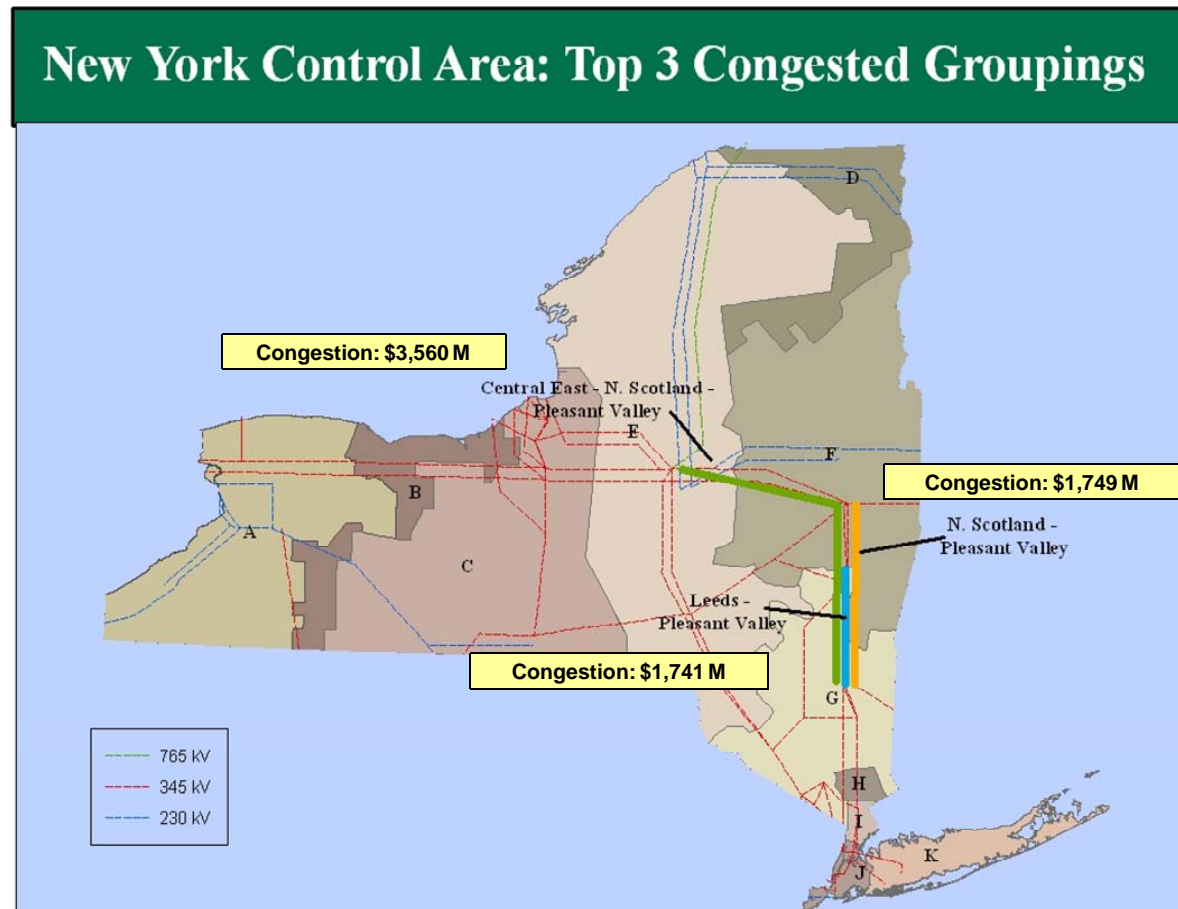 New York Control Area: Top 3 Congested Groupings
D
Congestion: $3,560 M
Central East - N. Scotland -
Pleasant Valley
E
F
B
Congestion: $1,749 M
N. Scotland -
Pleasant Valley
A
C
Leeds -
Pleasant Valley
Congestion: $1,741 M
G
765 kV
345 kV
230 kV
H
I
K
J